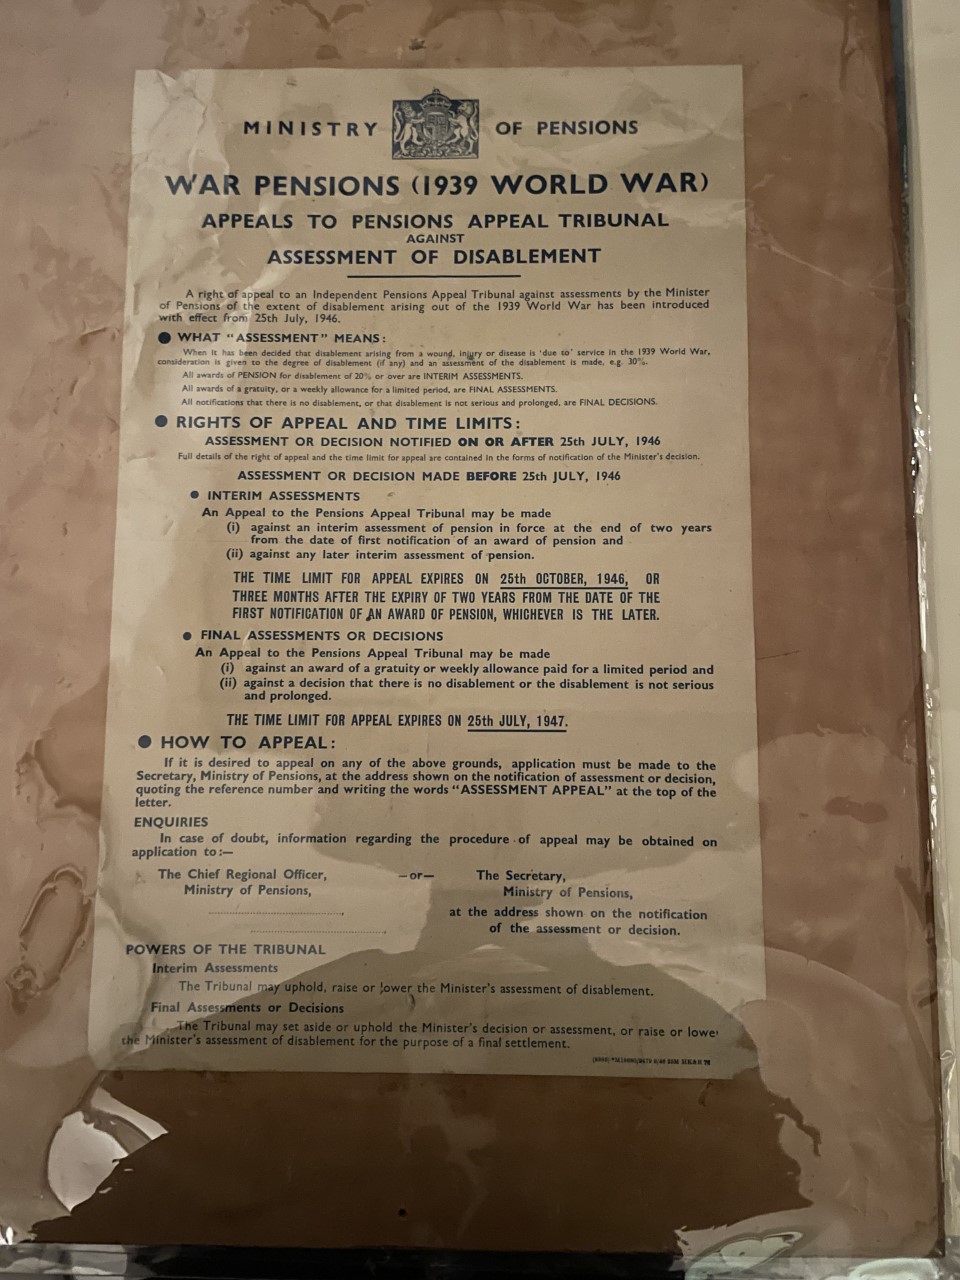 MINISTRY OF PENSIONS
WAR PENSIONS (1939 WORLD WAR)
APPEALS TO PENSIONS APPEAL TRIBUNAL
AGAINST
ASSESSMENT OF DISABLEMENT
A right of appeal to an Independent Pensions Appeal Tribunal against assessments by the Minister
of Pensions of the extent of disablement arising out of the 1939 World War has been introduced
with effect from 25th July, 1946.
● WHAT "ASSESSMENT" MEANS:
When it has been decided that disablement arising from a wound, injury or disease is 'due to' service in the 1939 World War,
consideration is given to the degree of disablement (if any) and an assessment of the disablement is made, e.g. 30%.
All awards of PENSION for disablement of 20% or over are INTERIM ASSESSMENTS.
All awards of a gratuity, or a weekly allowance for a limited period, are FINAL ASSESSMENTS.
All notifications that there is no disablement, or that disablement is not serious and prolonged, are FINAL DECISIONS.
● RIGHTS OF APPEAL AND TIME LIMITS:
ASSESSMENT OR DECISION NOTIFIED ON OR AFTER 25th JULY, 1946
Full details of the right of appeal and the time limit for appeal are contained in the forms of notification of the Minister's decision.
ASSESSMENT OR DECISION MADE BEFORE 25th JULY, 1946
● INTERIM ASSESSMENTS
An Appeal to the Pensions Appeal Tribunal may be made
(i) against an interim assessment of pension in force at the end of two years
from the date of first notification of an award of pension and
(ii) against any later interim assessment of pension.
THE TIME LIMIT FOR APPEAL EXPIRES ON 25th OCTOBER, 1946, OR
THREE MONTHS AFTER THE EXPIRY OF TWO YEARS FROM THE DATE OF THE
FIRST NOTIFICATION OF AN AWARD OF PENSION, WHICHEVER IS THE LATER.
● FINAL ASSESSMENTS OR DECISIONS
An Appeal to the Pensions Appeal Tribunal may be made
(i) against an award of a gratuity or weekly allowance paid for a limited period and
(ii) against a decision that there is no disablement or the disablement is not serious
and prolonged.
THE TIME LIMIT FOR APPEAL EXPIRES ON 25th JULY, 1947.
● HOW TO APPEAL:
If it is desired to appeal on any of the above grounds, application must be made to the
Secretary, Ministry of Pensions, at the address shown on the notification of assessment or decision,
quoting the reference number and writing the words "ASSESSMENT APPEAL" at the top of the
letter.
ENQUIRIES
In case of doubt, information regarding the procedure of appeal may be obtained on
application to:—
The Chief Regional Officer, —or— The Secretary,
Ministry of Pensions, Ministry of Pensions,
at the address shown on the notification
of the assessment or decision.
POWERS OF THE TRIBUNAL
Interim Assessments
The Tribunal may uphold, raise or lower the Minister's assessment of disablement.
Final Assessments or Decisions
The Tribunal may set aside or uphold the Minister's decision or assessment, or raise or lower
the Minister's assessment of disablement for the purpose of a final settlement.